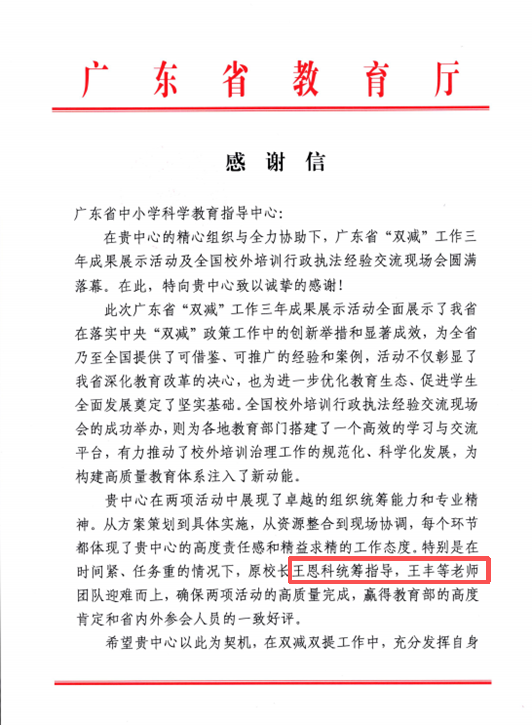 广东省教育厅
感谢信
广东省中小学科学教育指导中心：
在贵中心的精心组织与全力协助下，广东省“双减”工作三
年成果展示活动及全国校外培训行政执法经验交流现场会圆满
落幕。在此，特向贵中心致以诚挚的感谢！
此次广东省“双减”工作三年成果展示活动全面展示了我省
在落实中央“双减”政策工作中的创新举措和显著成效，为全省
乃至全国提供了可借鉴、可推广的经验和案例，活动不仅彰显了
我省深化教育改革的决心，也为进一步优化教育生态、促进学生
全面发展奠定了坚实基础。全国校外培训行政执法经验交流现场
会的成功举办，则为各地教育部门搭建了一个高效的学习与交流
平台，有力推动了校外培训治理工作的规范化、科学化发展，为
构建高质量教育体系注入了新动能。
贵中心在两项活动中展现了卓越的组织统筹能力和专业精
神。从方案策划到具体实施，从资源整合到现场协调，每个环节
都体现了贵中心的高度责任感和精益求精的工作态度。特别是在
时间紧、任务重的情况下，原校长王恩科统筹指导，王丰等老师
团队迎难而上，确保两项活动的高质量完成，赢得教育部的高度
肯定和省内外参会人员的一致好评。
希望贵中心以此为契机，在双减双提工作中，充分发挥自身